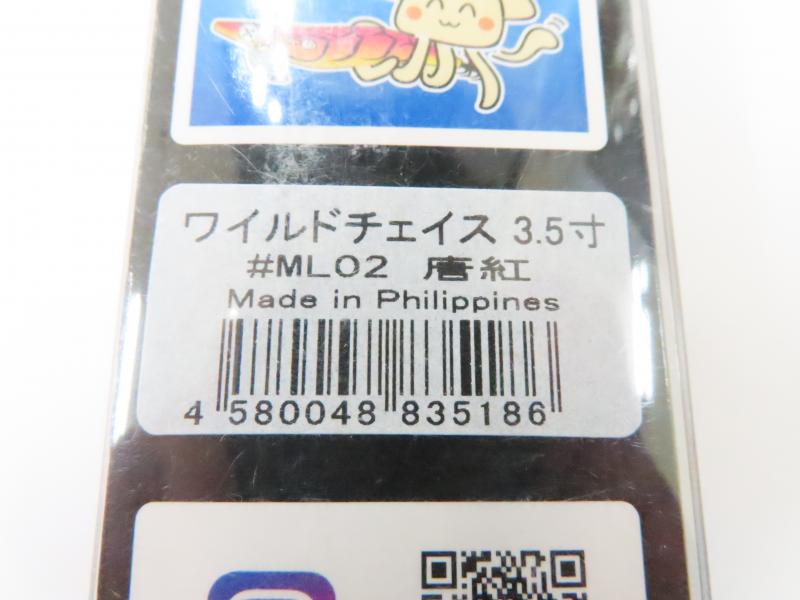 ワイルドチェイス 3.5寸
#ML02 唐紅
Made in Philippines
4 580048 835186